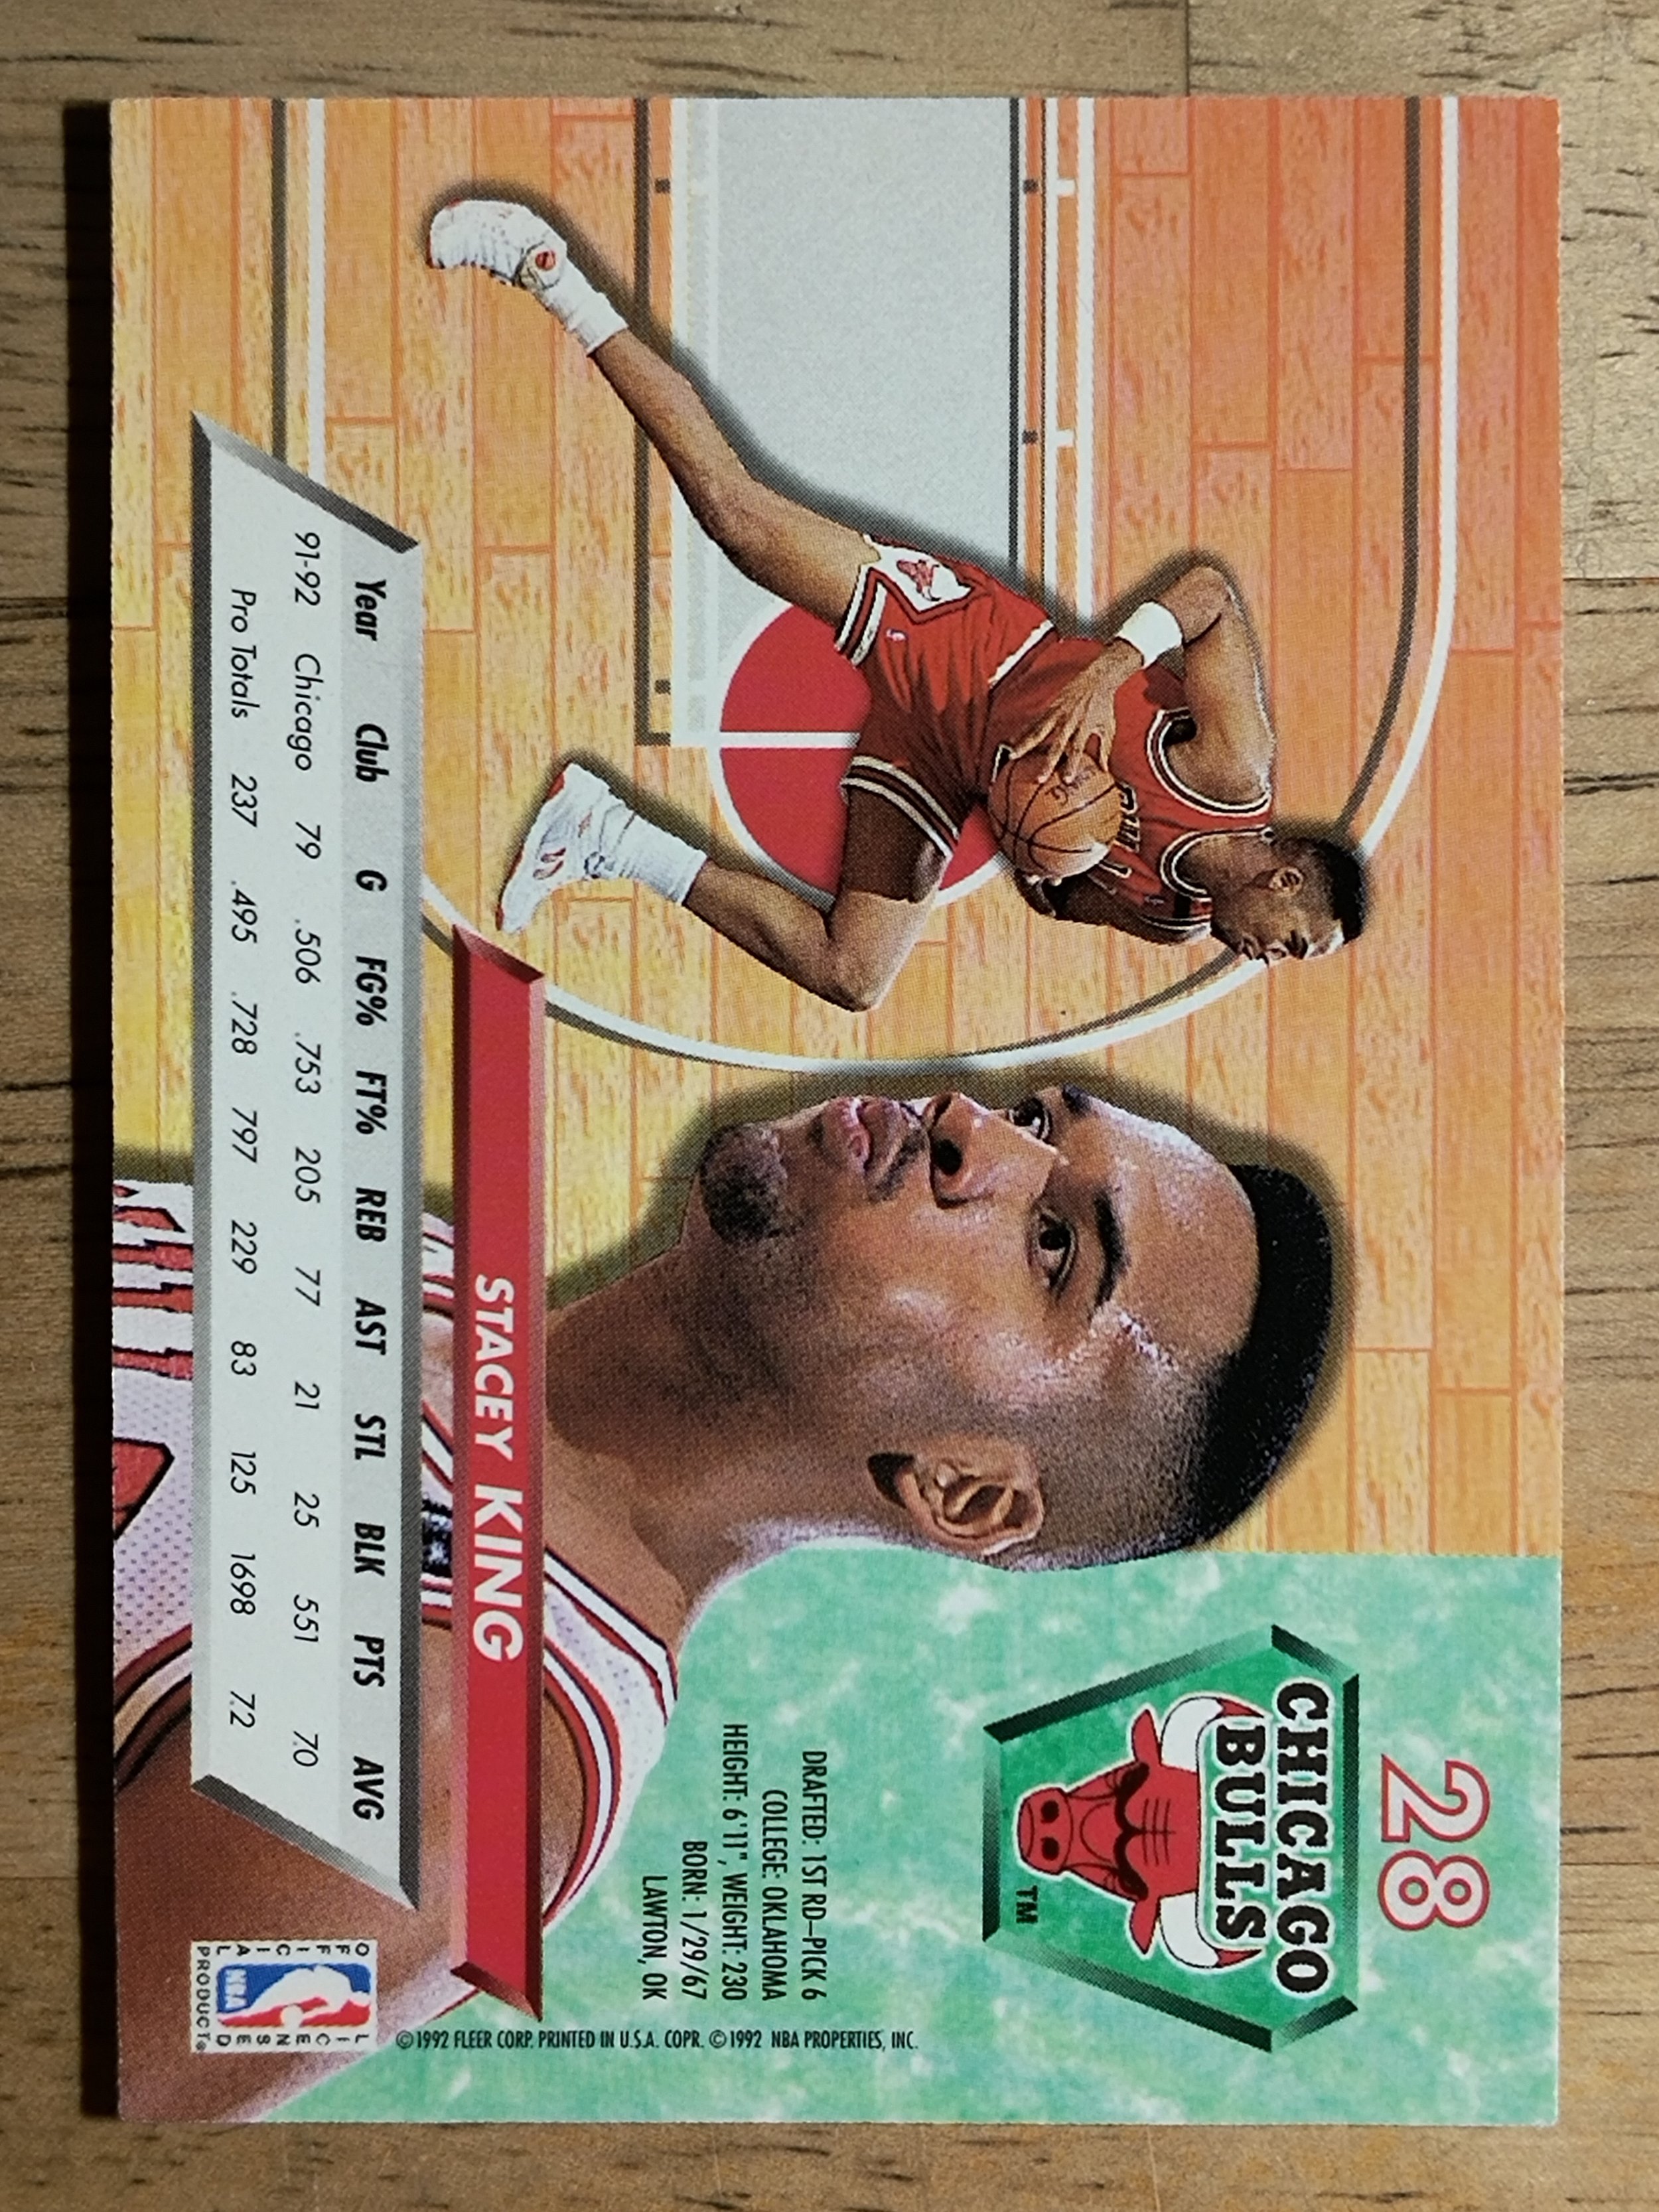 28
CHICAGO
BULLS
TM
DRAFTED: 1ST RD–PICK 6
COLLEGE: OKLAHOMA
HEIGHT: 6'11", WEIGHT: 230
BORN: 1/29/67
LAWTON, OK
STACEY KING
Year Club G FG% FT% REB AST STL BLK PTS AVG
91-92 Chicago 79 .506 .753 205 77 21 25 551 7.0
Pro Totals 237 .495 .728 797 229 83 125 1698 7.2
©1992 FLEER CORP. PRINTED IN U.S.A. COPR. ©1992 NBA PROPERTIES, INC.
OFFICIAL
LICENSED
NBA
PRODUCT®